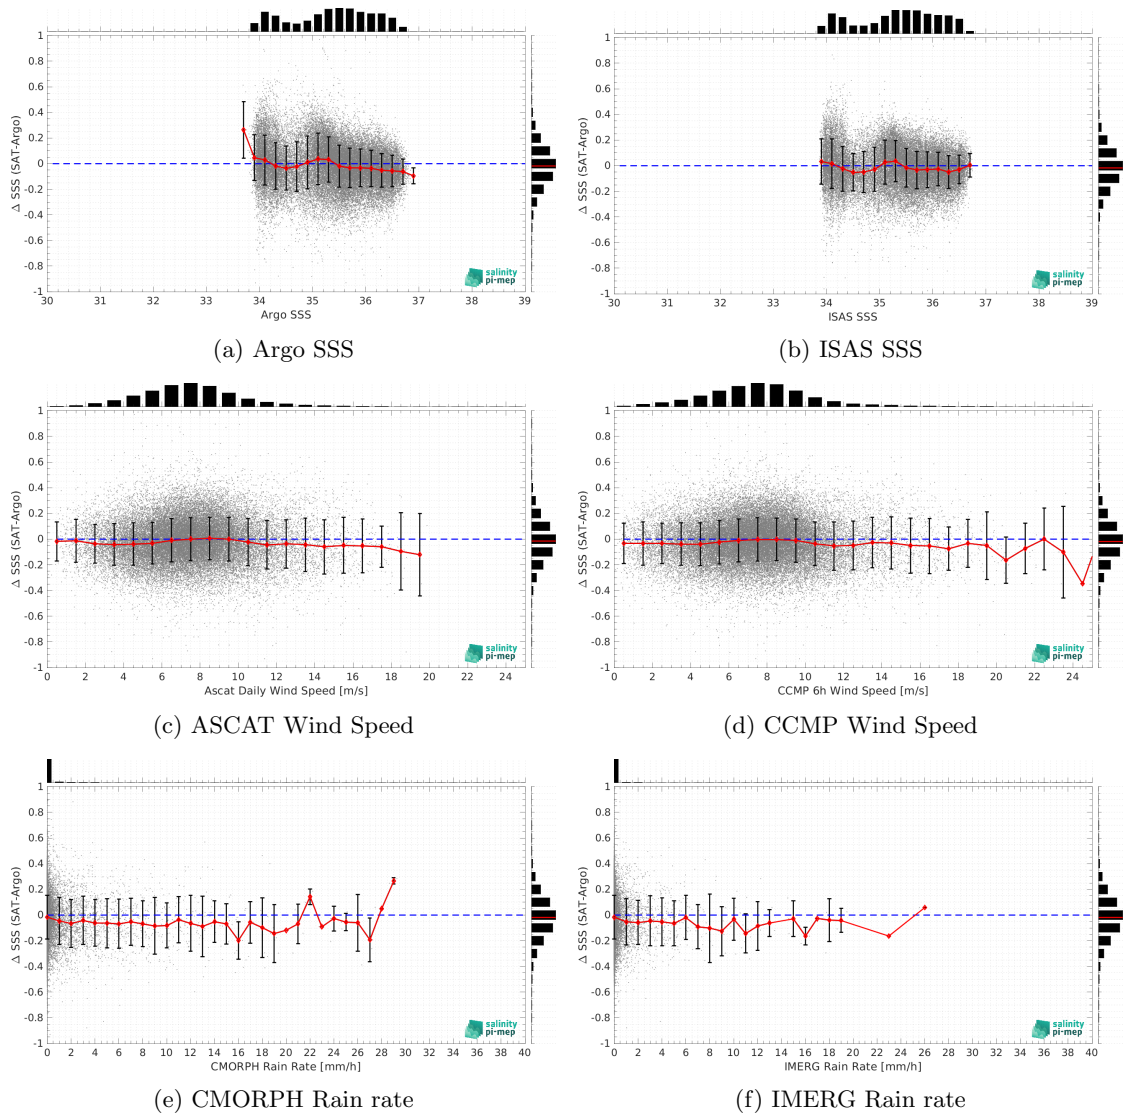 1
0.8
0.6
0.4
0.2
0
-0.2
-0.4
-0.6
-0.8
-1
Δ SSS (SAT-Argo)
30 31 32 33 34 35 36 37 38 39
Argo SSS
salinity
pi-mep
(a) Argo SSS
1
0.8
0.6
0.4
0.2
0
-0.2
-0.4
-0.6
-0.8
-1
Δ SSS (SAT-Argo)
30 31 32 33 34 35 36 37 38 39
ISAS SSS
salinity
pi-mep
(b) ISAS SSS
1
0.8
0.6
0.4
0.2
0
-0.2
-0.4
-0.6
-0.8
-1
Δ SSS (SAT-Argo)
0 2 4 6 8 10 12 14 16 18 20 22 24
Ascat Daily Wind Speed [m/s]
salinity
pi-mep
(c) ASCAT Wind Speed
1
0.8
0.6
0.4
0.2
0
-0.2
-0.4
-0.6
-0.8
-1
Δ SSS (SAT-Argo)
0 2 4 6 8 10 12 14 16 18 20 22 24
CCMP 6h Wind Speed [m/s]
salinity
pi-mep
(d) CCMP Wind Speed
1
0.8
0.6
0.4
0.2
0
-0.2
-0.4
-0.6
-0.8
-1
Δ SSS (SAT-Argo)
0 2 4 6 8 10 12 14 16 18 20 22 24 26 28 30 32 34 36 38 40
CMORPH Rain Rate [mm/h]
salinity
pi-mep
(e) CMORPH Rain rate
1
0.8
0.6
0.4
0.2
0
-0.2
-0.4
-0.6
-0.8
-1
Δ SSS (SAT-Argo)
0 2 4 6 8 10 12 14 16 18 20 22 24 26 28 30 32 34 36 38 40
IMERG Rain Rate [mm/h]
salinity
pi-mep
(f) IMERG Rain rate